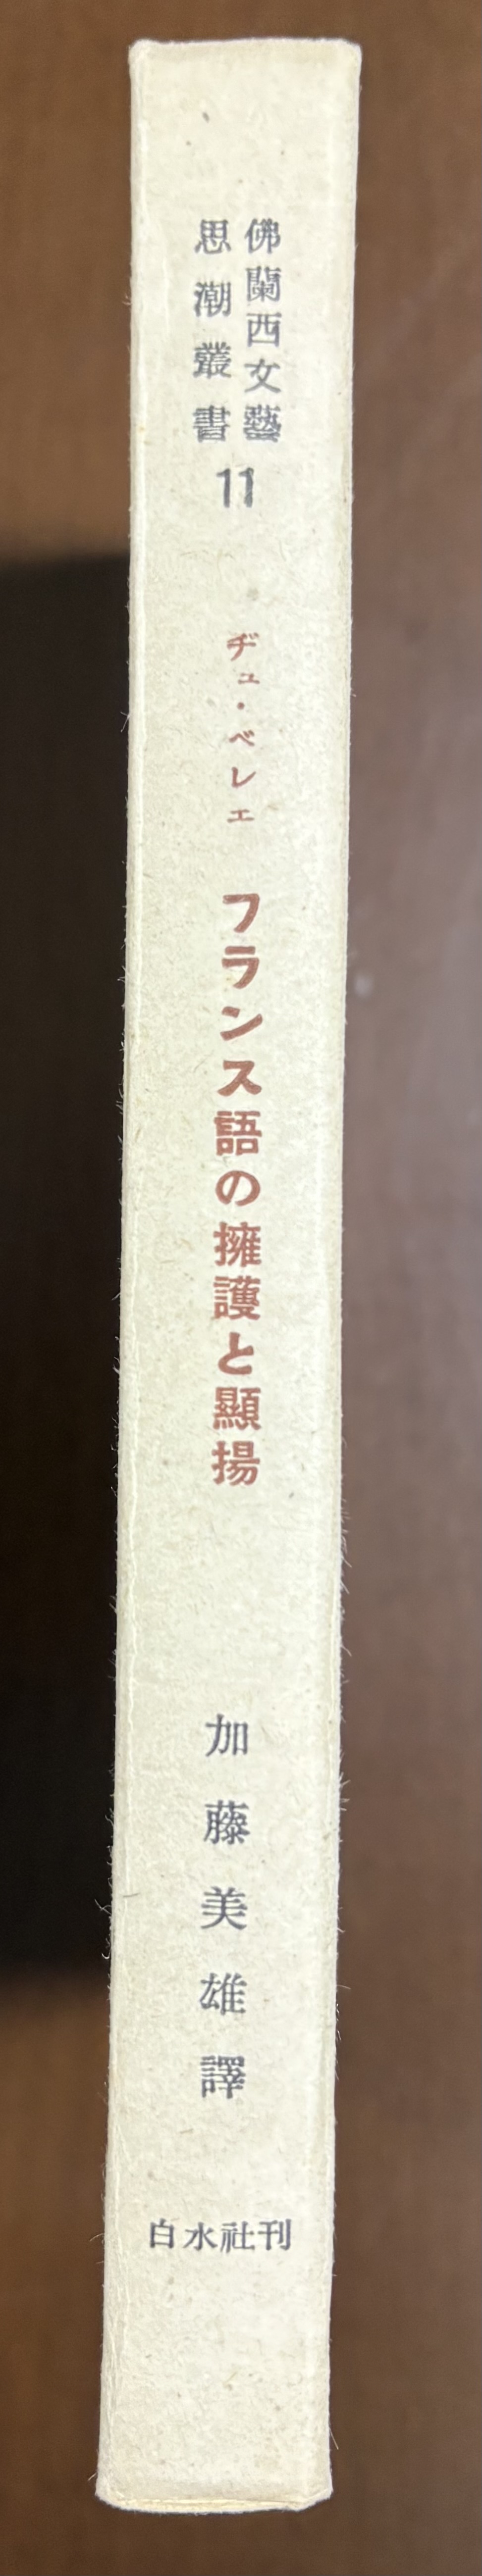 佛蘭西文藝
思潮叢書
11
ヂュ・ベレェ
フランス語の擁護と顯揚
加藤美雄譯
白水社刊